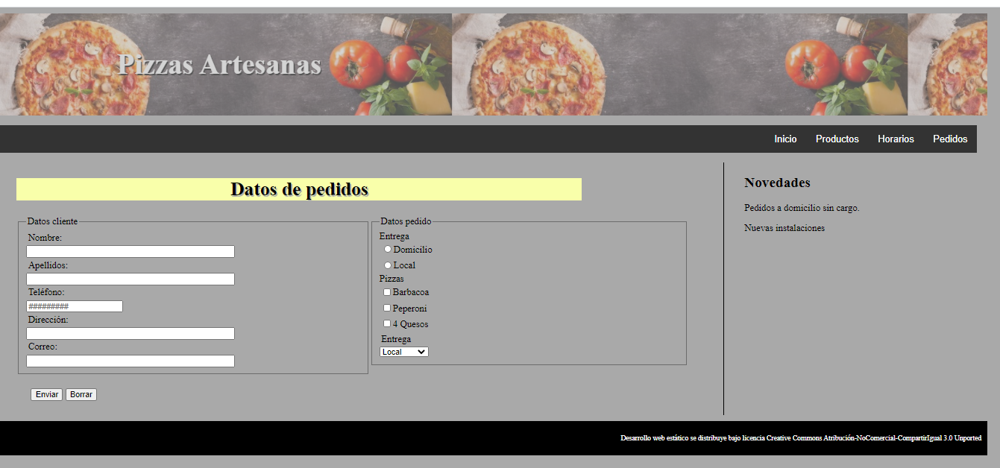 Pizzas Artesanas
Inicio Productos Horarios Pedidos
Datos de pedidos
Datos cliente
Nombre:
Apellidos:
Teléfono:
#########
Dirección:
Correo:
Enviar Borrar
Datos pedido
Entrega
Domicilio
Local
Pizzas
Barbacoa
Peperoni
4 Quesos
Entrega
Local
Novedades
Pedidos a domicilio sin cargo.
Nuevas instalaciones
Desarrollo web estático se distribuye bajo licencia Creative Commons Atribución-NoComercial-CompartirIgual 3.0 Unported